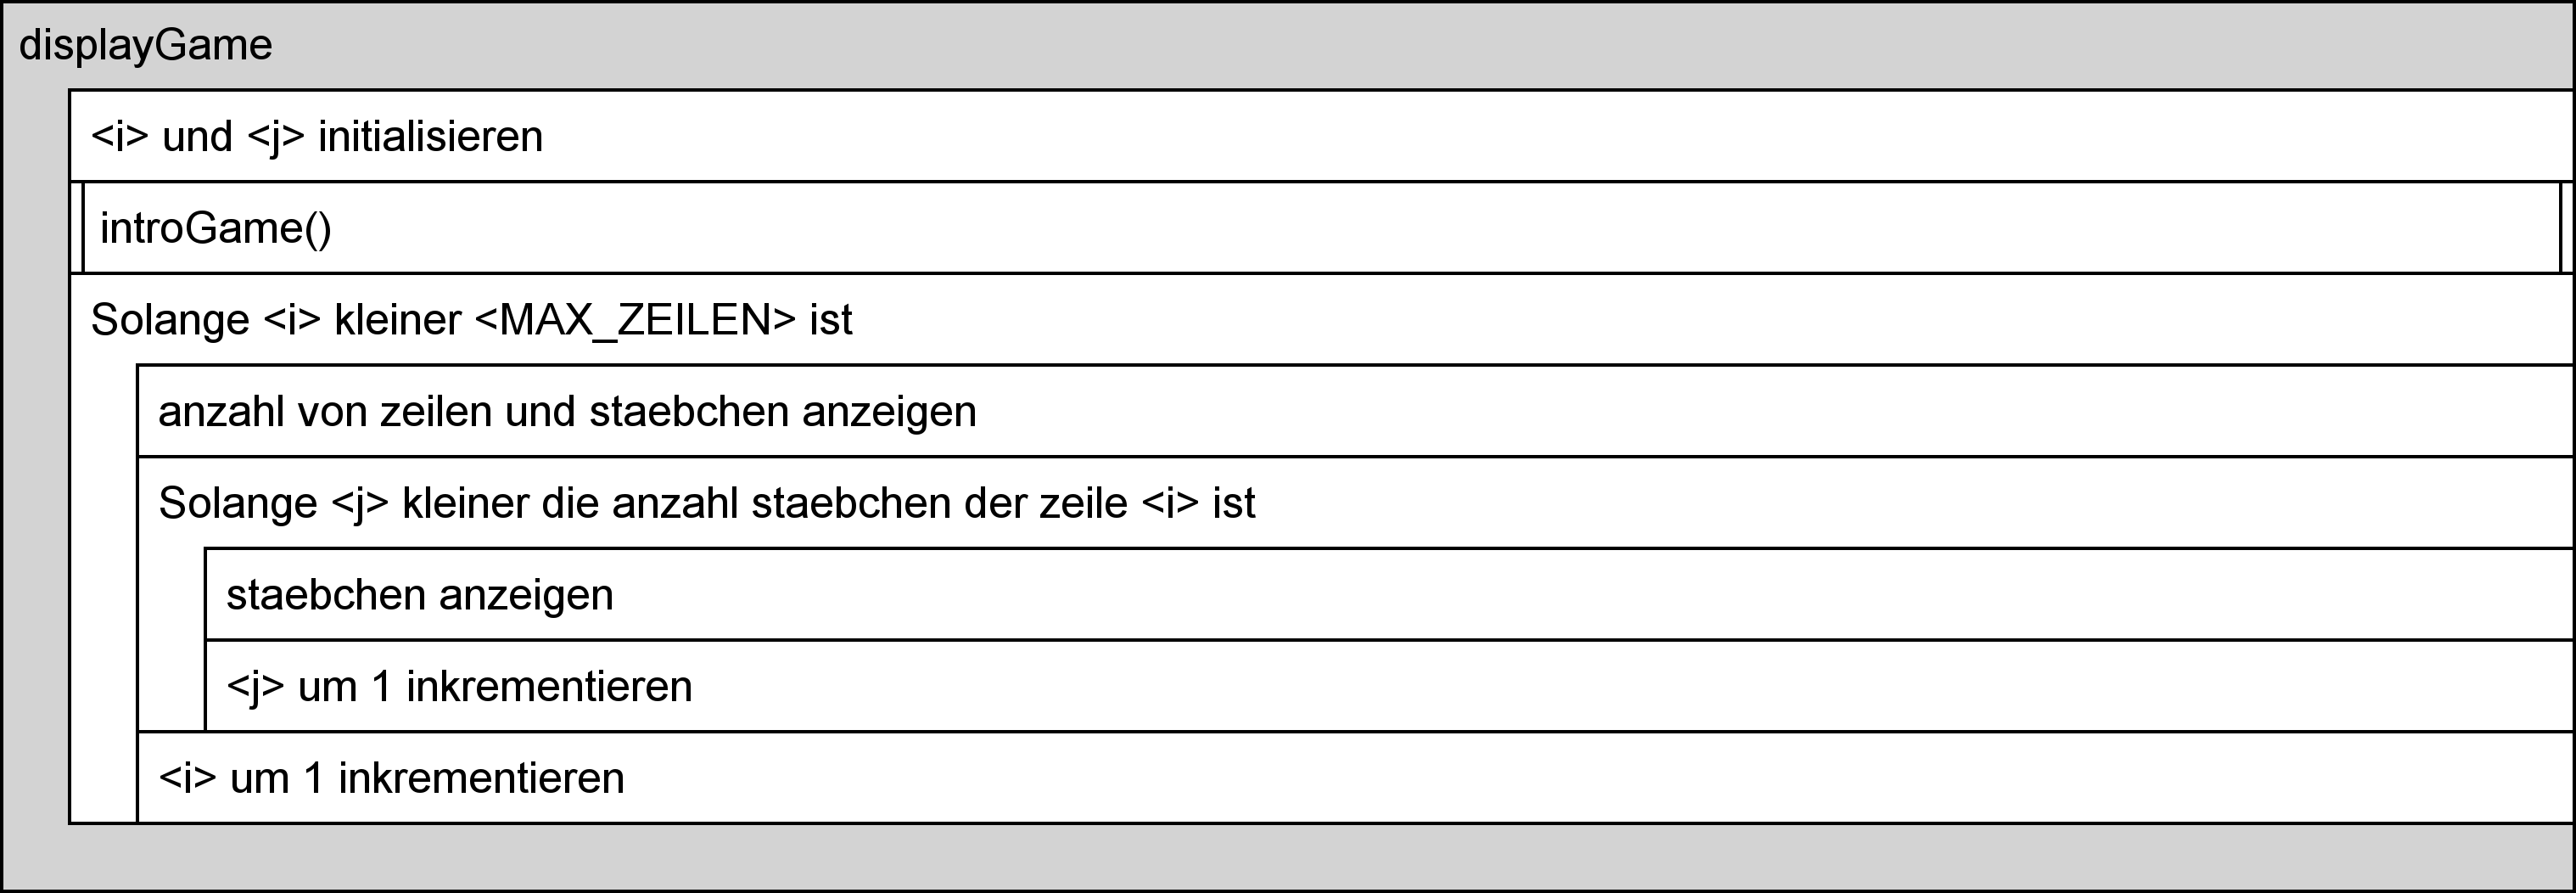 displayGame
<i> und <j> initialisieren
introGame()
Solange <i> kleiner <MAX_ZEILEN> ist
anzahl von zeilen und staebchen anzeigen
Solange <j> kleiner die anzahl staebchen der zeile <i> ist
staebchen anzeigen
<j> um 1 inkrementieren
<i> um 1 inkrementieren